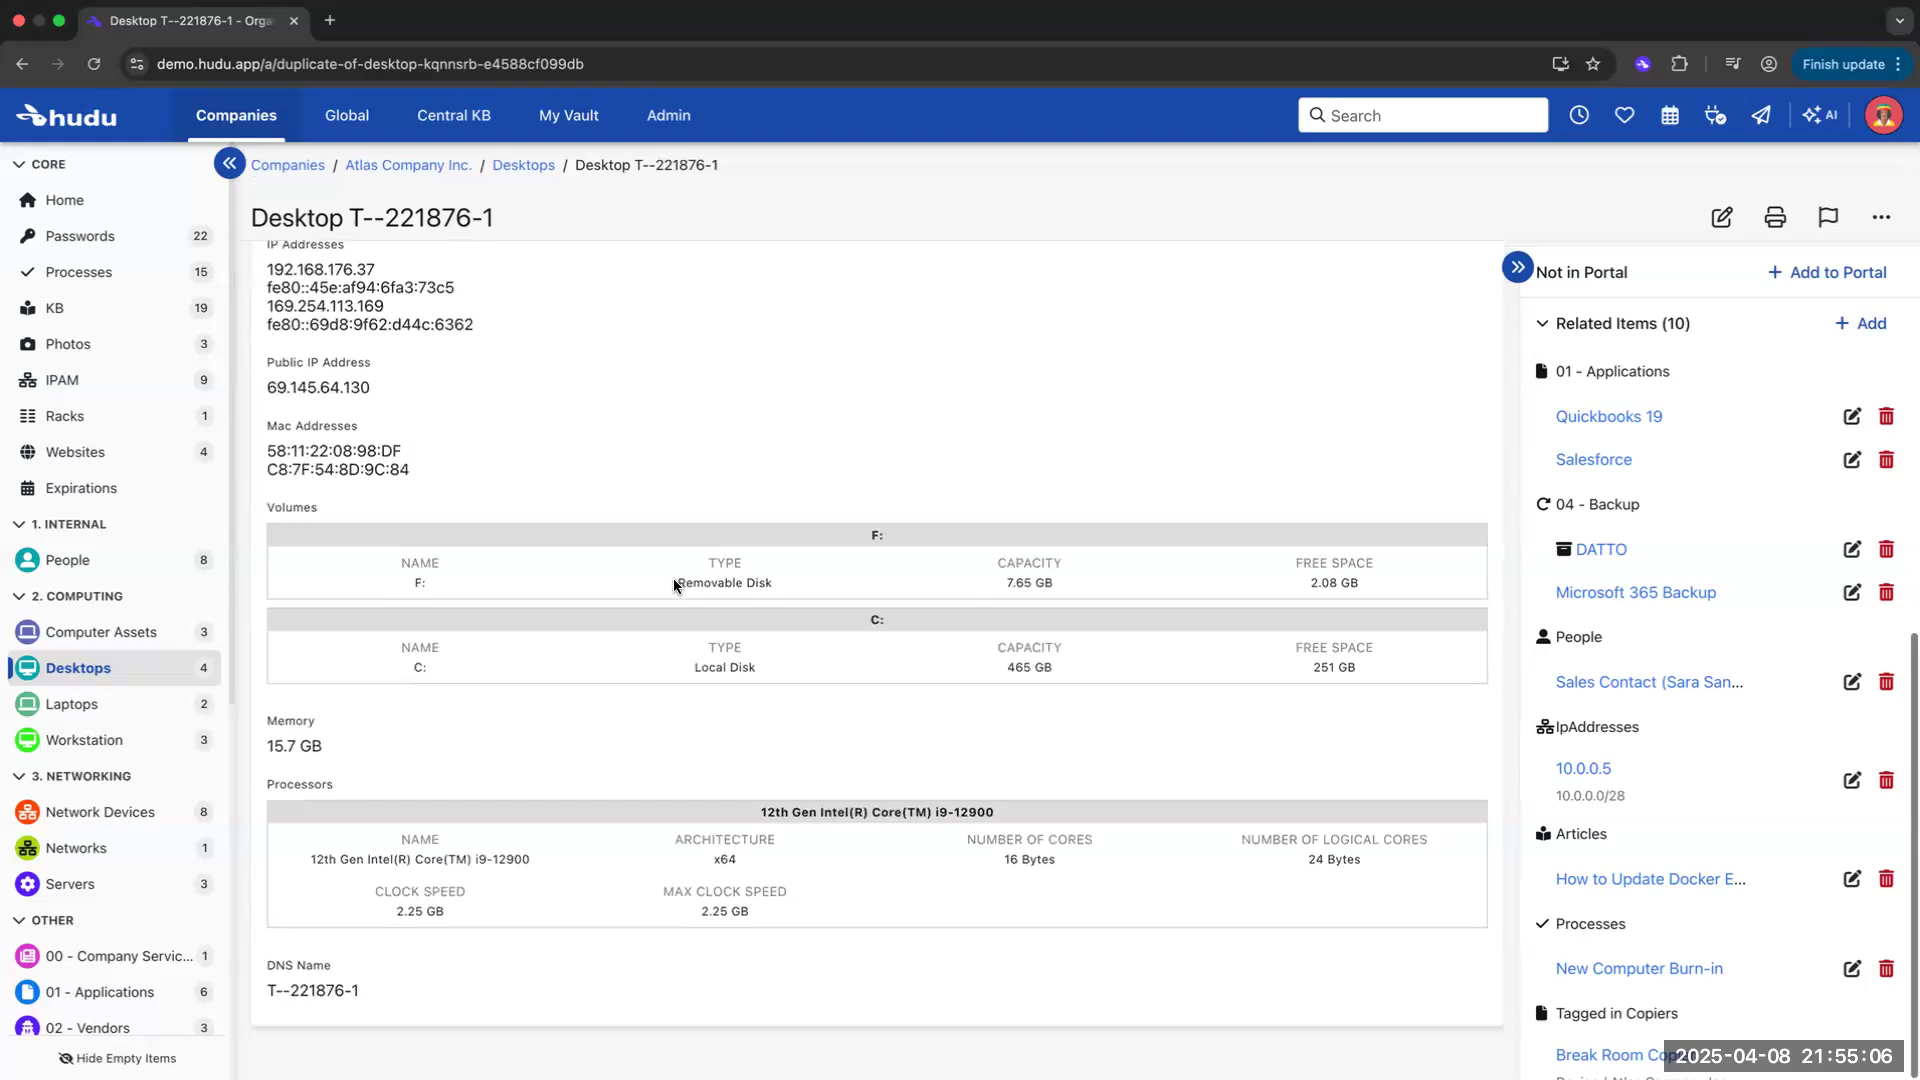 Desktop T--221876-1 - Orga
demo.hudu.app/a/duplicate-of-desktop-kqnnsrb-e4588cf099db
Finish update
hudu
Companies
Global
Central KB
My Vault
Admin
Search
AI
CORE
Home
Passwords 22
Processes 15
KB 19
Photos 3
IPAM 9
Racks 1
Websites 4
Expirations
1. INTERNAL
People 8
2. COMPUTING
Computer Assets 3
Desktops 4
Laptops 2
Workstation 3
3. NETWORKING
Network Devices 8
Networks 1
Servers 3
OTHER
00 - Company Servic... 1
01 - Applications 6
02 - Vendors 3
Hide Empty Items
Companies / Atlas Company Inc. / Desktops / Desktop T--221876-1
Desktop T--221876-1
IP Addresses
192.168.176.37
fe80::45e:af94:6fa3:73c5
169.254.113.169
fe80::69d8:9f62:d44c:6362
Public IP Address
69.145.64.130
Mac Addresses
58:11:22:08:98:DF
C8:7F:54:8D:9C:84
Volumes
F:
NAME TYPE CAPACITY FREE SPACE
F: Removable Disk 7.65 GB 2.08 GB
C:
NAME TYPE CAPACITY FREE SPACE
C: Local Disk 465 GB 251 GB
Memory
15.7 GB
Processors
12th Gen Intel(R) Core(TM) i9-12900
NAME ARCHITECTURE NUMBER OF CORES NUMBER OF LOGICAL CORES
12th Gen Intel(R) Core(TM) i9-12900 x64 16 Bytes 24 Bytes
CLOCK SPEED MAX CLOCK SPEED
2.25 GB 2.25 GB
DNS Name
T--221876-1
Not in Portal
+ Add to Portal
Related Items (10)
+ Add
01 - Applications
Quickbooks 19
Salesforce
04 - Backup
DATTO
Microsoft 365 Backup
People
Sales Contact (Sara San...
IpAddresses
10.0.0.5
10.0.0.0/28
Articles
How to Update Docker E...
Processes
New Computer Burn-in
Tagged in Copiers
Break Room
2025-04-08 21:55:06